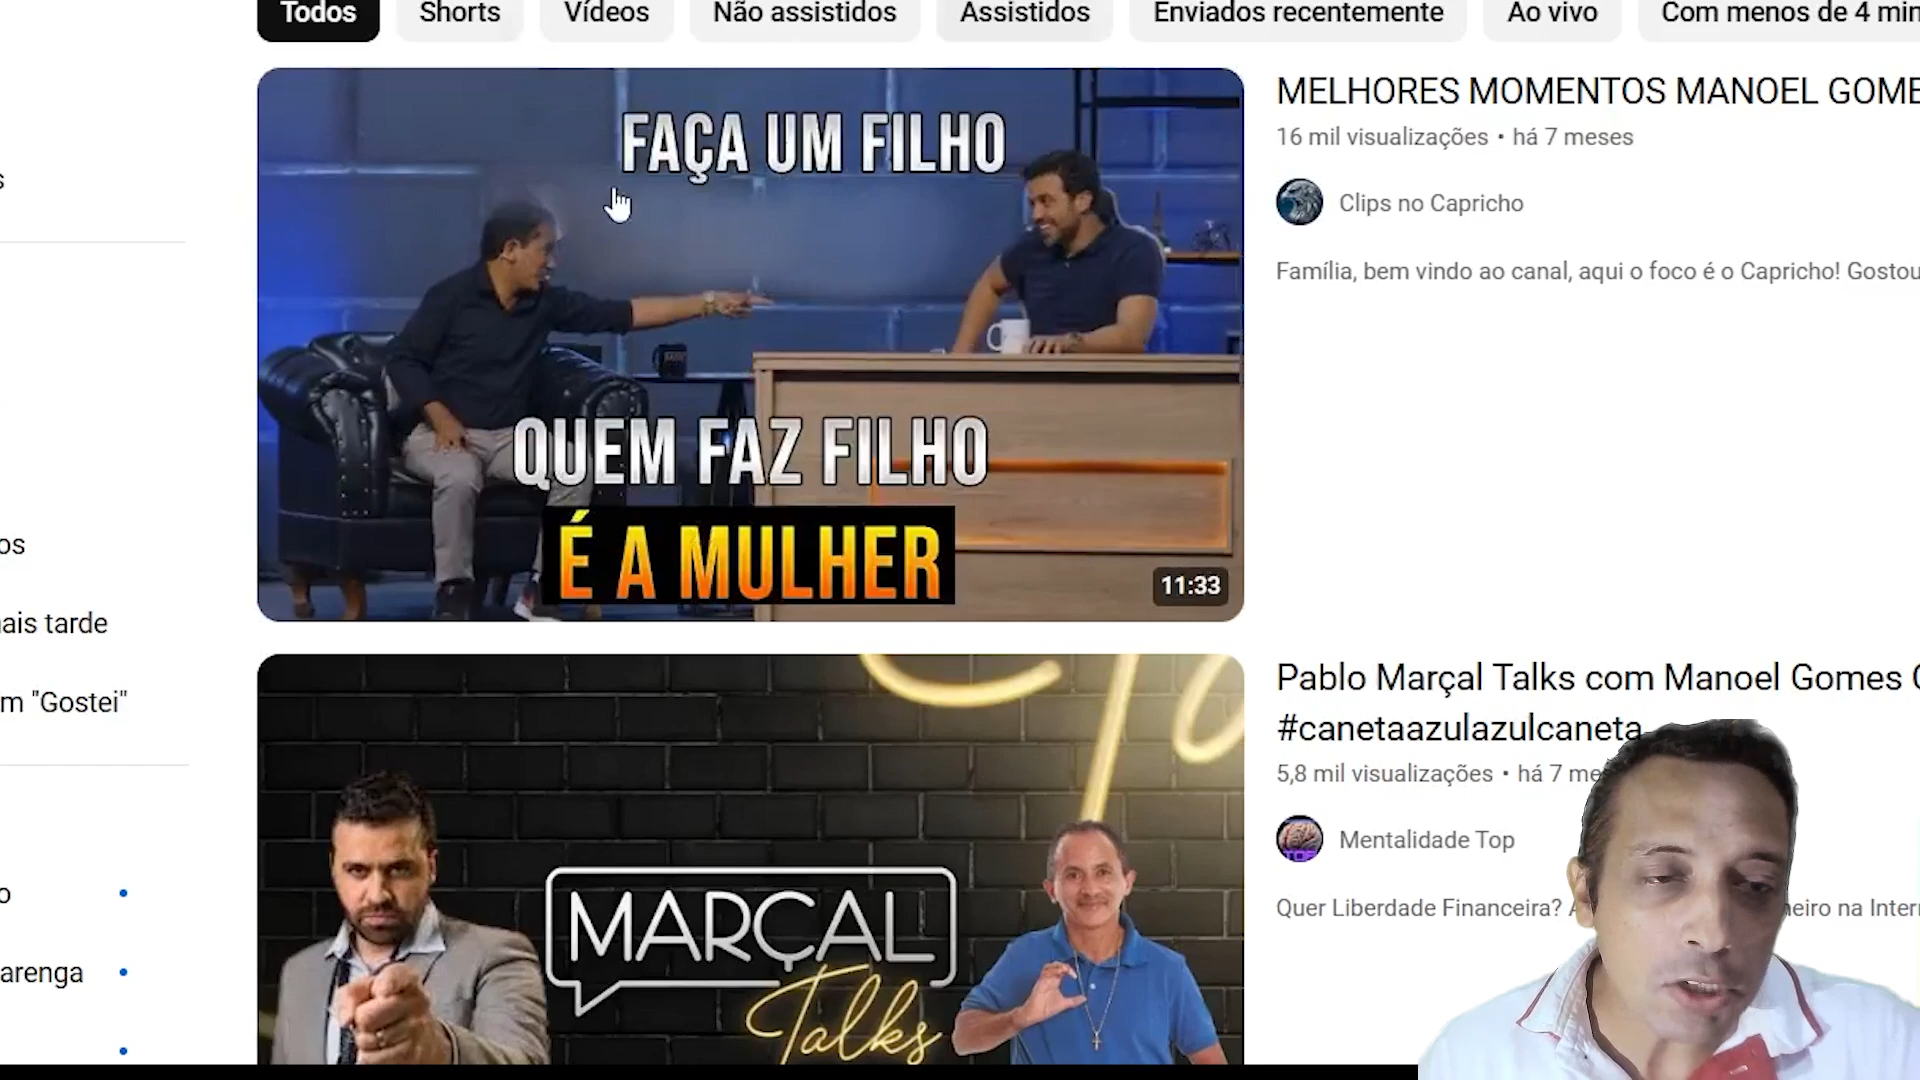 Todos
Shorts
Vídeos
Não assistidos
Assistidos
Enviados recentemente
Ao vivo
Com menos de 4 min
s
os
ais tarde
m "Gostei"
o
arenga
FAÇA UM FILHO
QUEM FAZ FILHO
É A MULHER
11:33
MELHORES MOMENTOS MANOEL GOME
16 mil visualizações • há 7 meses
Clips no Capricho
Família, bem vindo ao canal, aqui o foco é o Capricho! Gostou
MARÇAL
Talks
Pablo Marçal Talks com Manoel Gomes
#canetaazulazulcaneta
5,8 mil visualizações • há 7 me
Mentalidade Top
Quer Liberdade Financeira? A
heiro na Inter